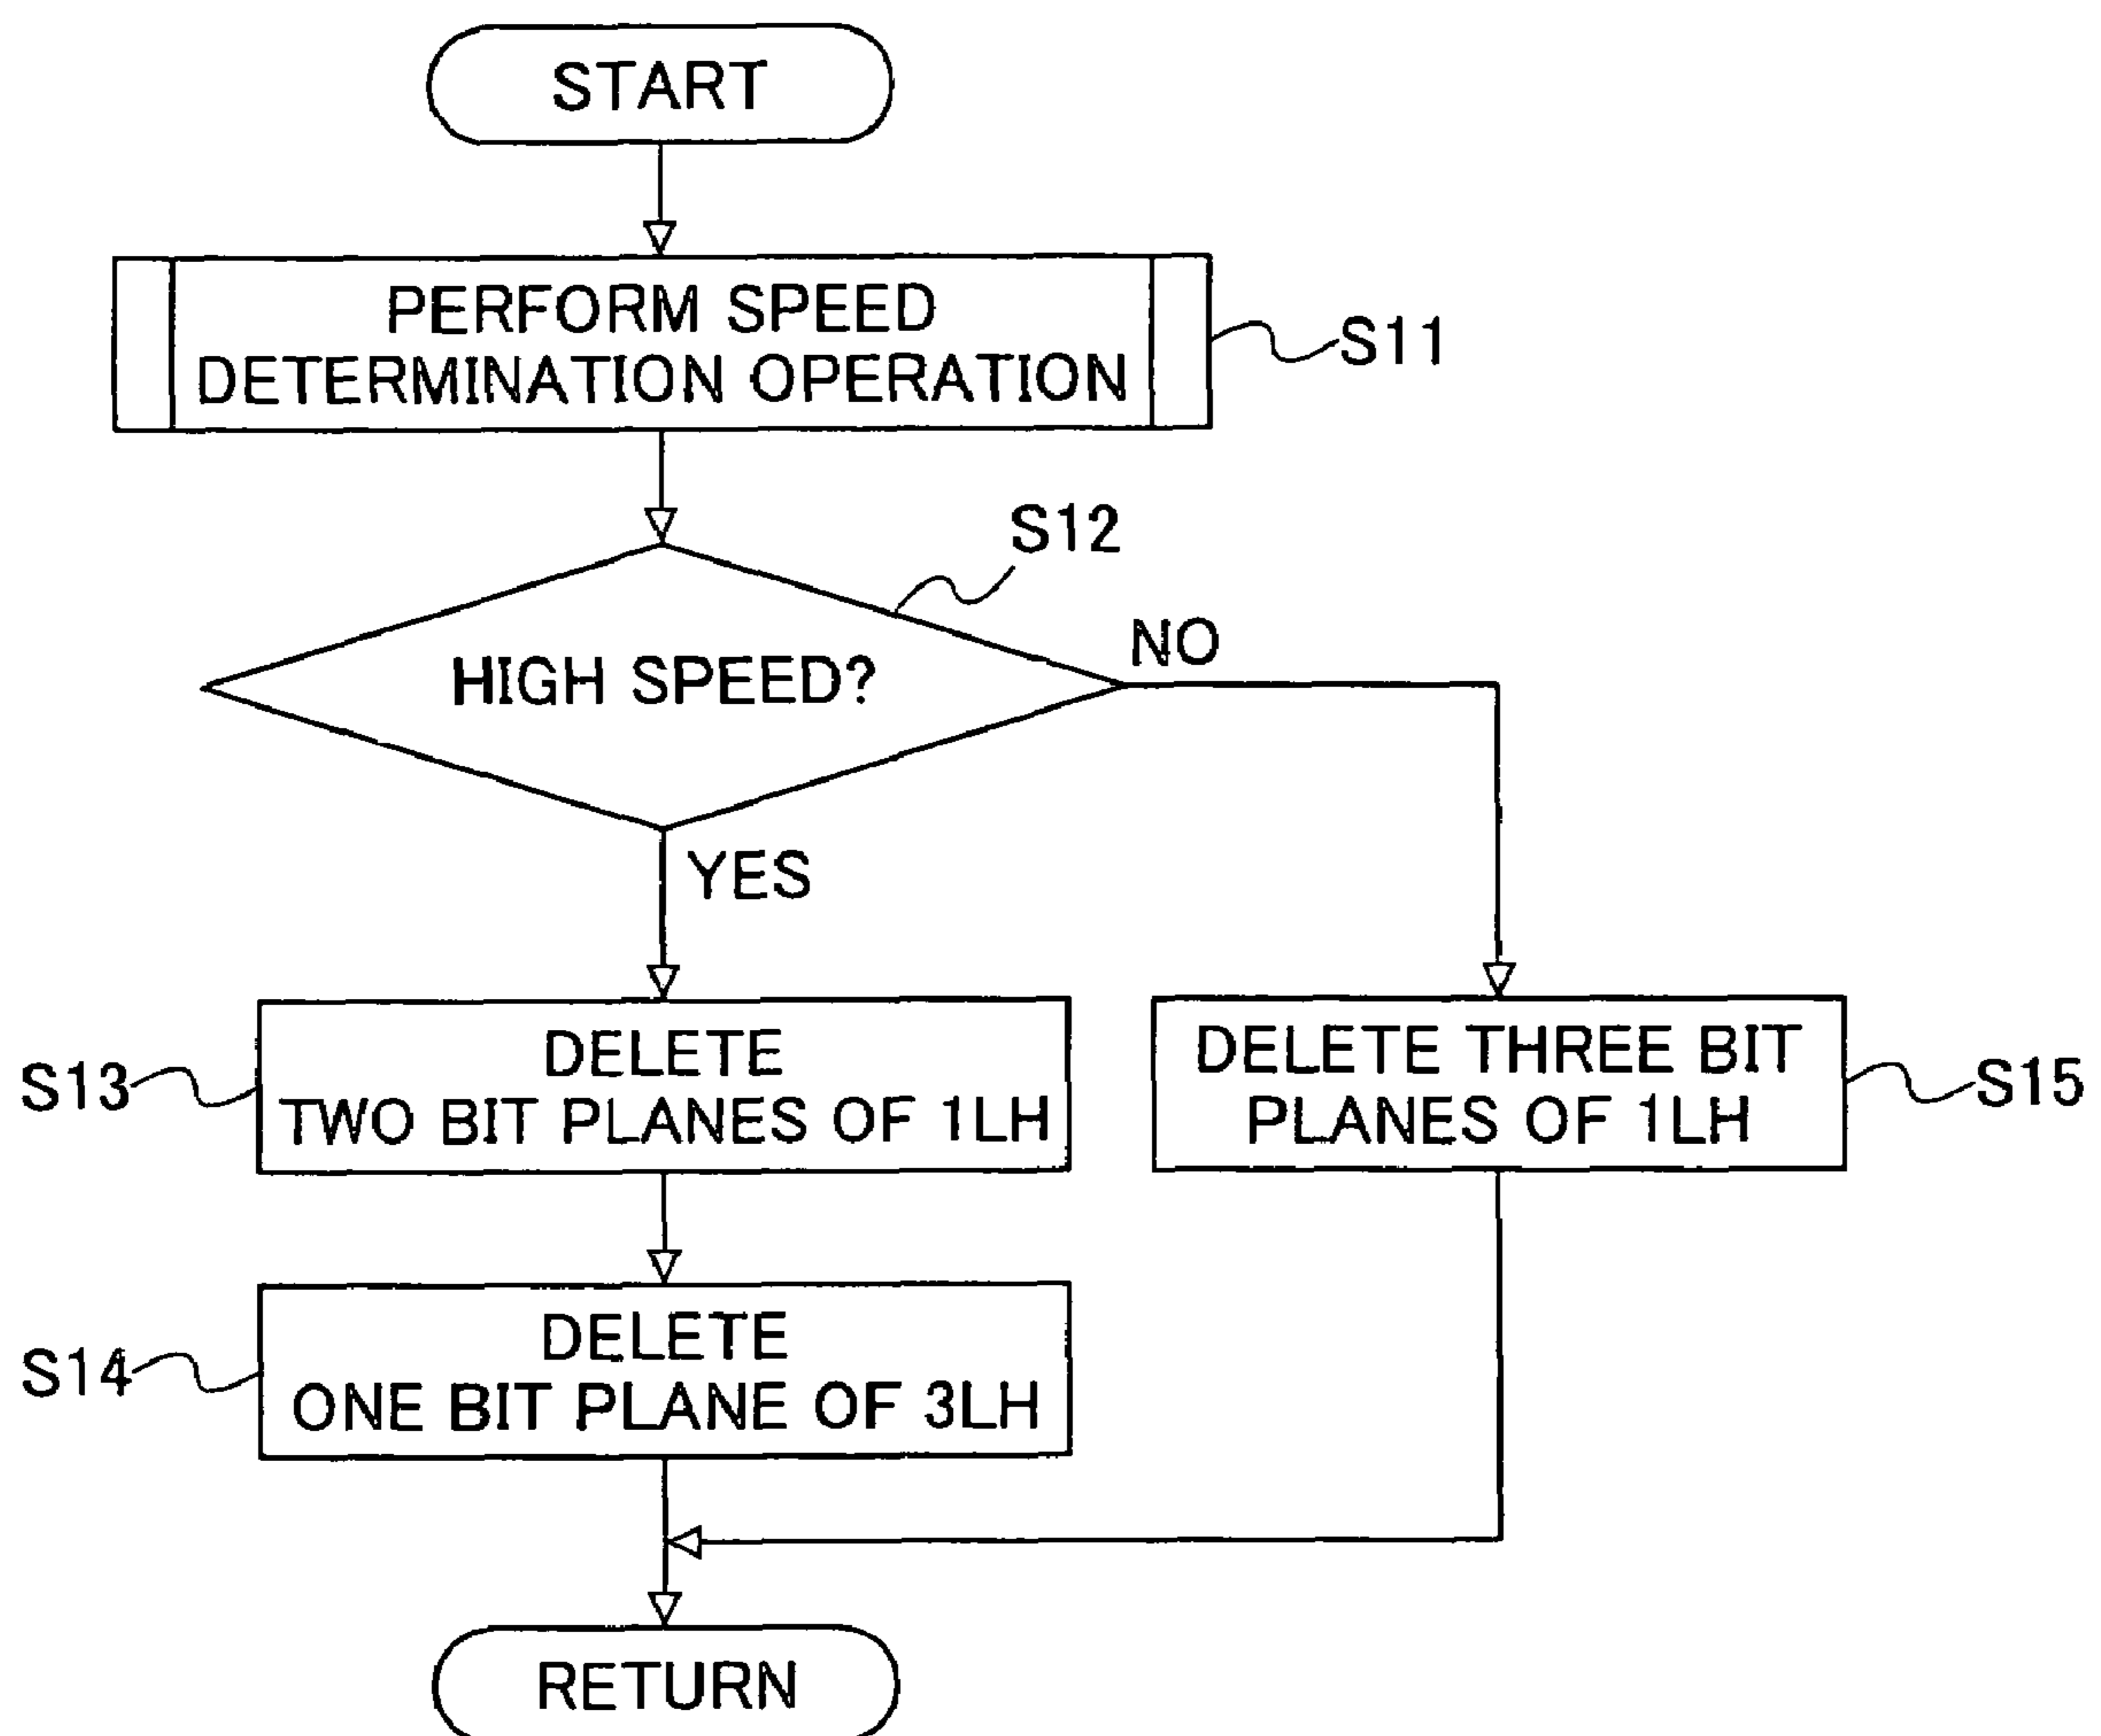 START
PERFORM SPEED
DETERMINATION OPERATION
S11
S12
HIGH SPEED?
NO
YES
DELETE
TWO BIT PLANES OF 1LH
S13
DELETE THREE BIT
PLANES OF 1LH
S15
DELETE
ONE BIT PLANE OF 3LH
S14
RETURN